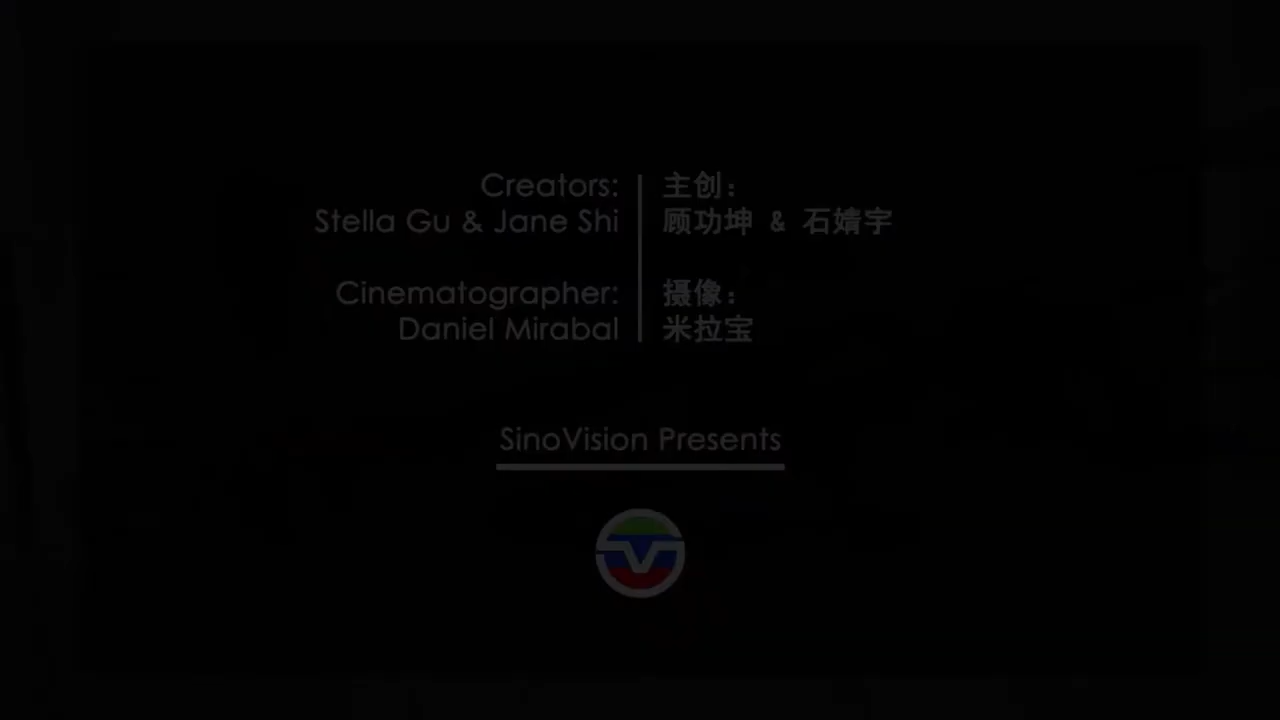 Creators:
Stella Gu & Jane Shi
主创：
顾功坤 & 石婧宇
Cinematographer:
Daniel Mirabal
摄像：
米拉宝
SinoVision Presents